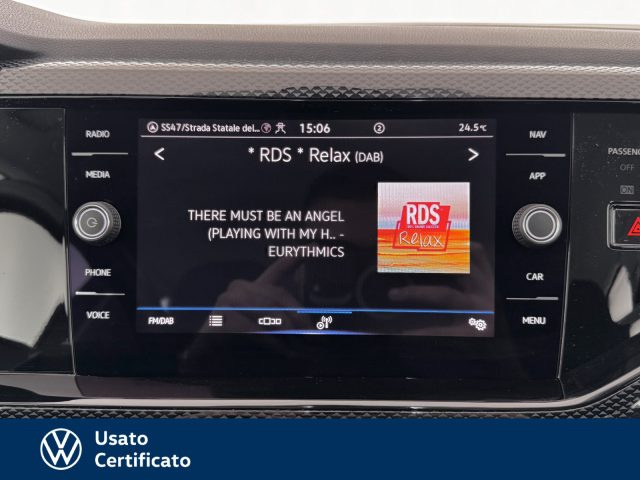 SS47/Strada Statale del... 15:06 2 24.5°C
RADIO
NAV
* RDS * Relax (DAB)
MEDIA
APP
THERE MUST BE AN ANGEL
(PLAYING WITH MY H.. -
EURYTHMICS
RDS
Relax
PHONE
CAR
VOICE
MENU
FM/DAB
PASSENG
OFF
Usato
Certificato